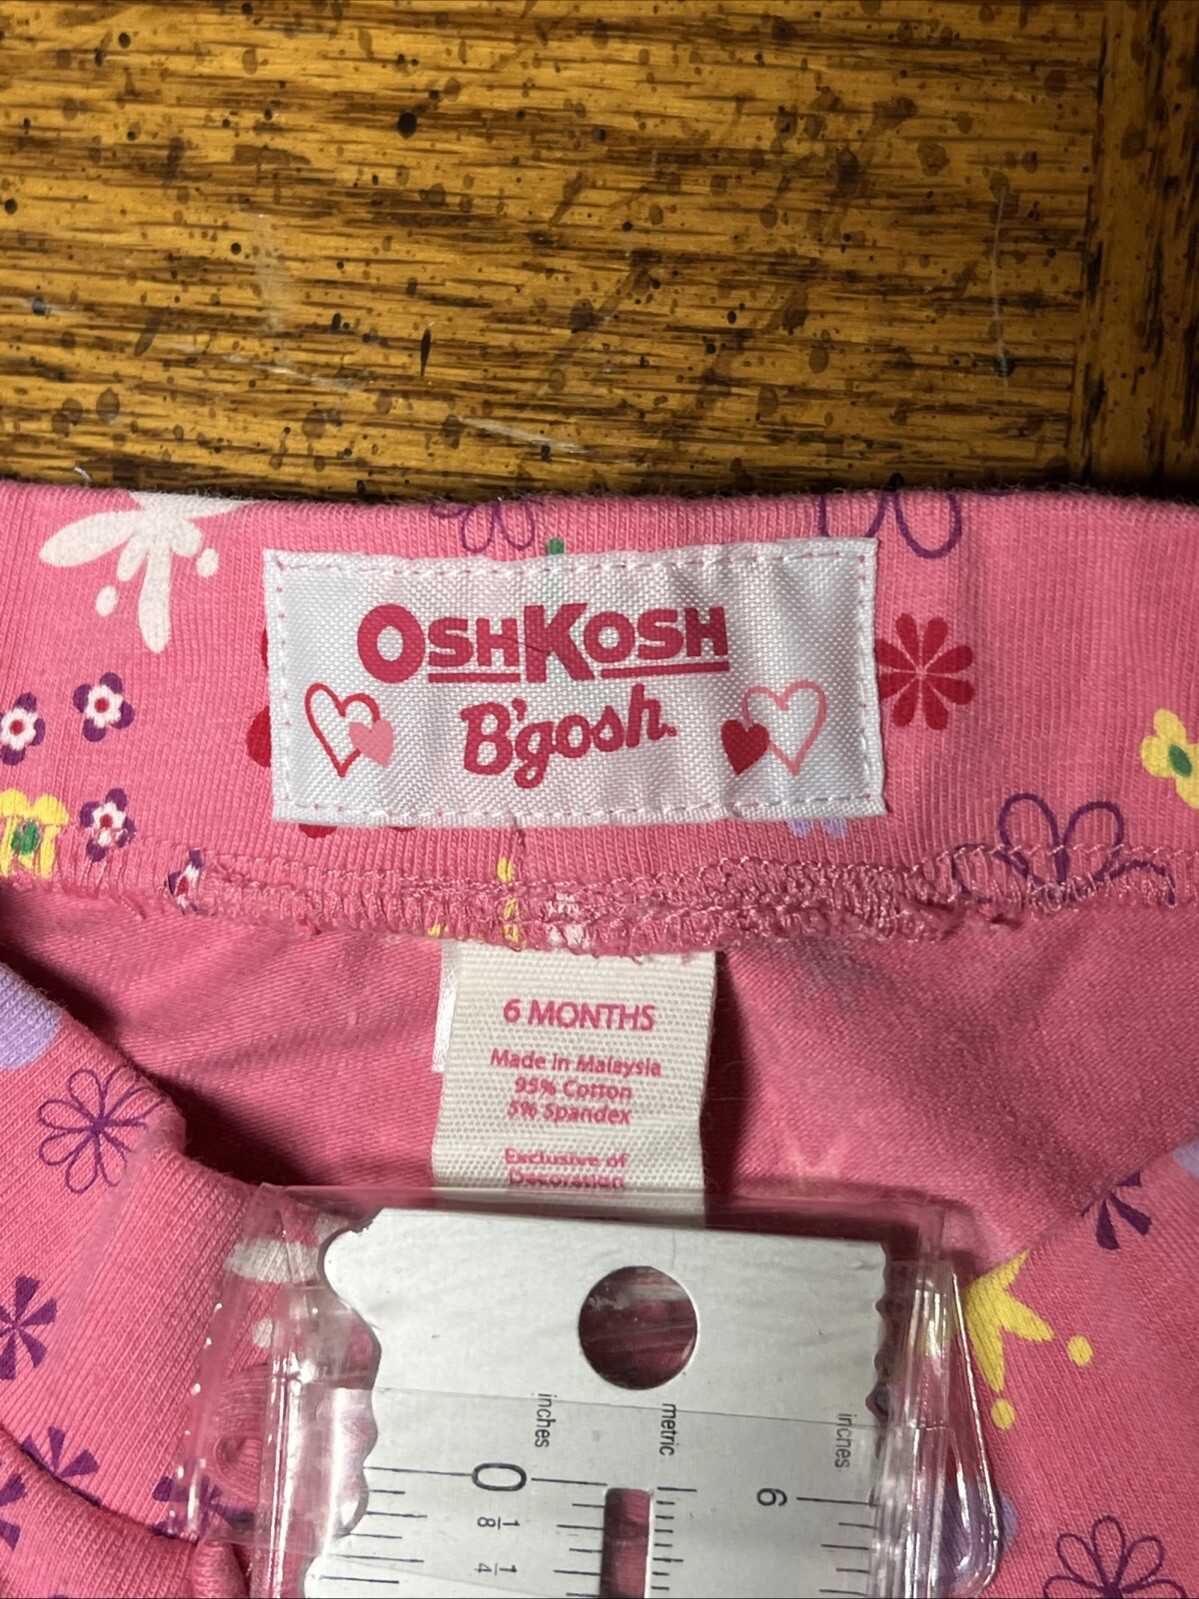 OSHKOSH
B'gosh.
6 MONTHS
Made in Malaysia
95% Cotton
5% Spandex
Exclusive of
Decoration
inches
metric
inches
0
6
1/8
1/4